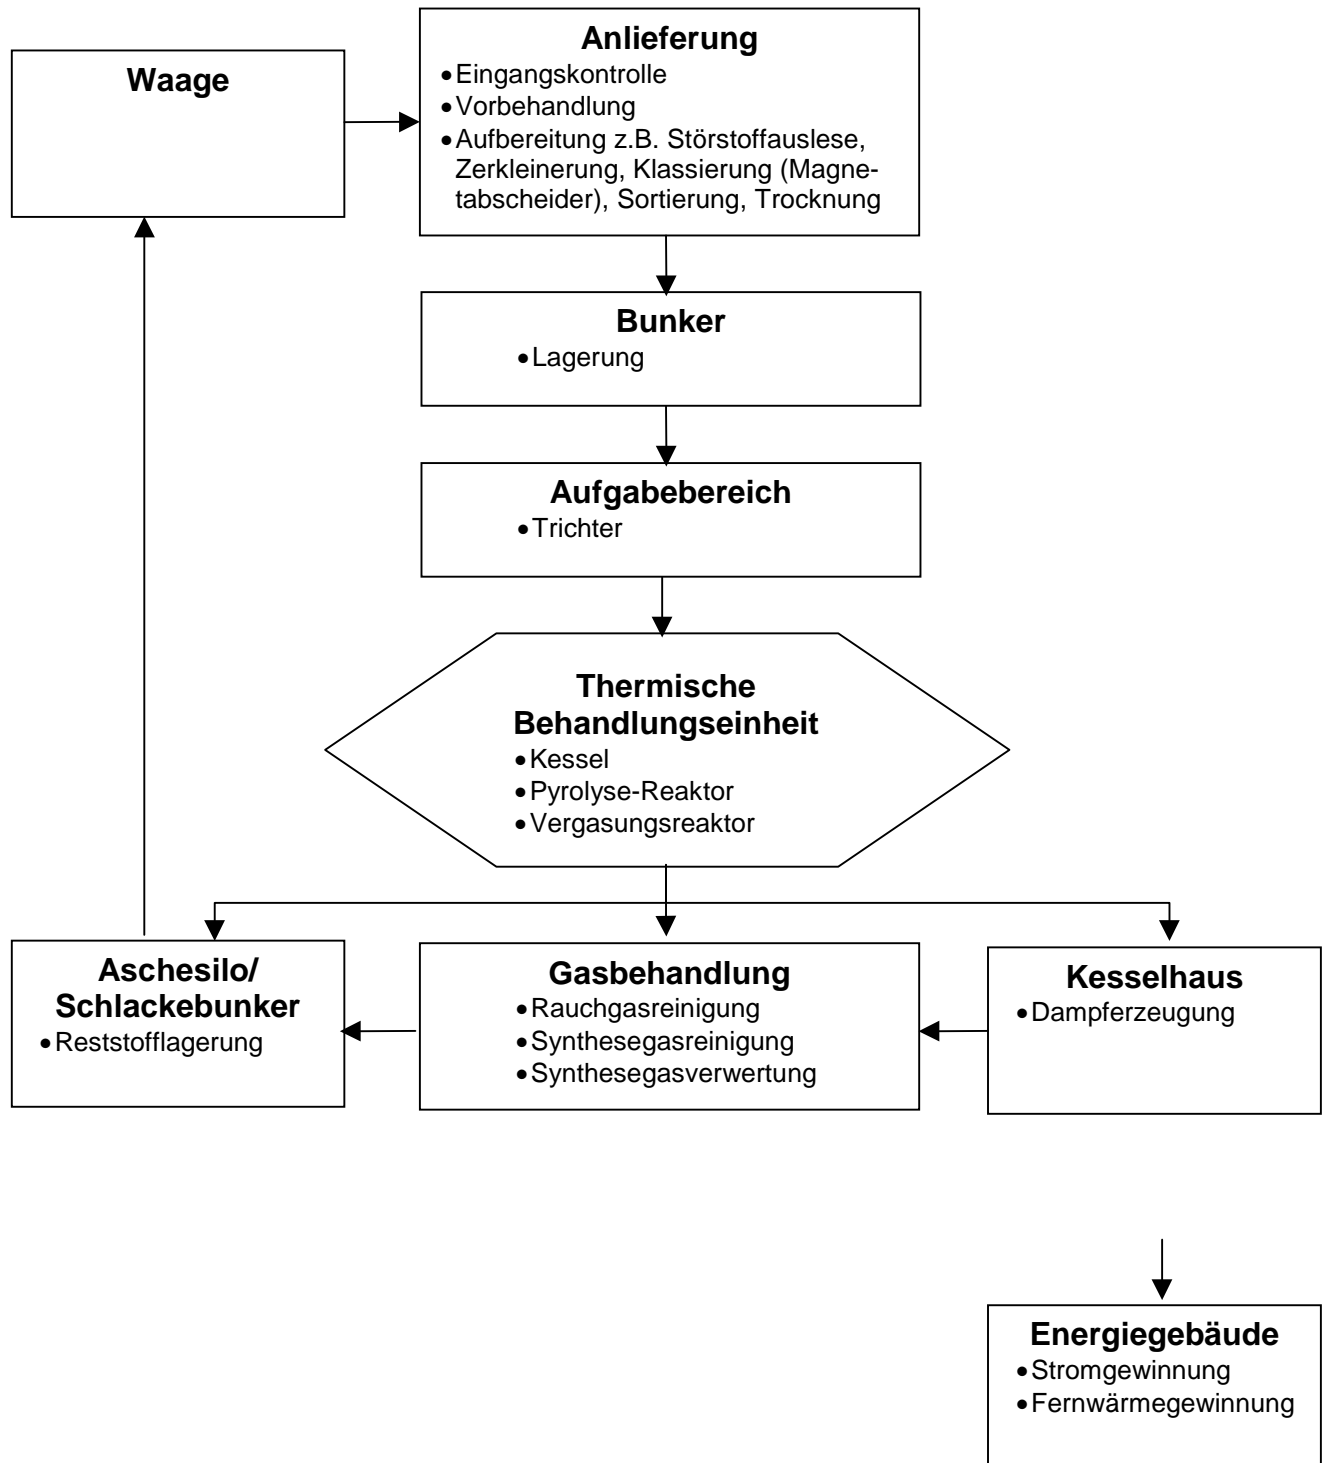 Waage
Anlieferung
•Eingangskontrolle
•Vorbehandlung
•Aufbereitung z.B. Störstoffauslese,
Zerkleinerung, Klassierung (Magne-
tabscheider), Sortierung, Trocknung
Bunker
•Lagerung
Aufgabebereich
•Trichter
Thermische
Behandlungseinheit
•Kessel
•Pyrolyse-Reaktor
•Vergasungsreaktor
Aschesilo/
Schlackebunker
•Reststofflagerung
Gasbehandlung
•Rauchgasreinigung
•Synthesegasreinigung
•Synthesegasverwertung
Kesselhaus
•Dampferzeugung
Energiegebäude
•Stromgewinnung
•Fernwärmegewinnung